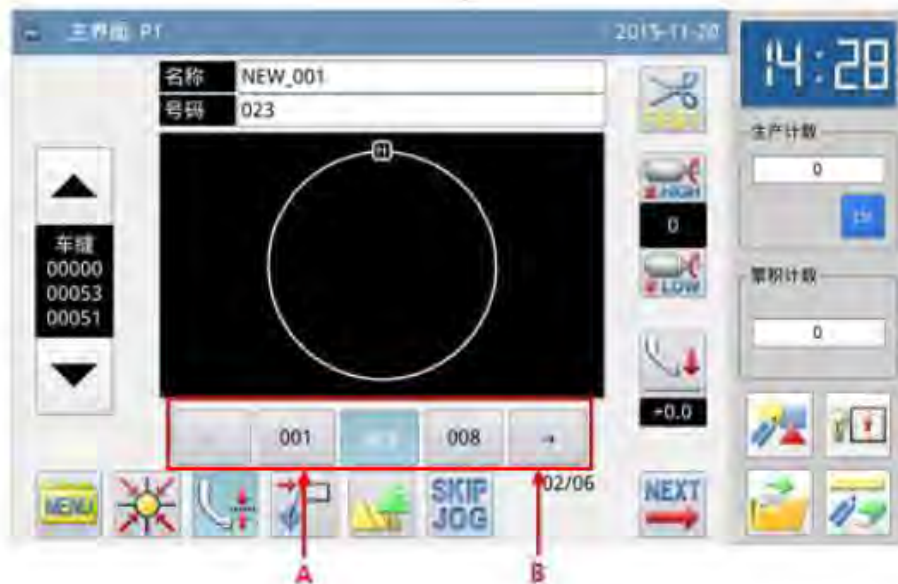 主界面 P1
2015-11-20
14:28
名称 NEW_001
号码 023
生产计数
0
HIGH
0
LOW
车缝
00000
00053
00051
累积计数
0
+0.0
001
008
→
02/06
MENU
SKIP
JOG
NEXT
A
B